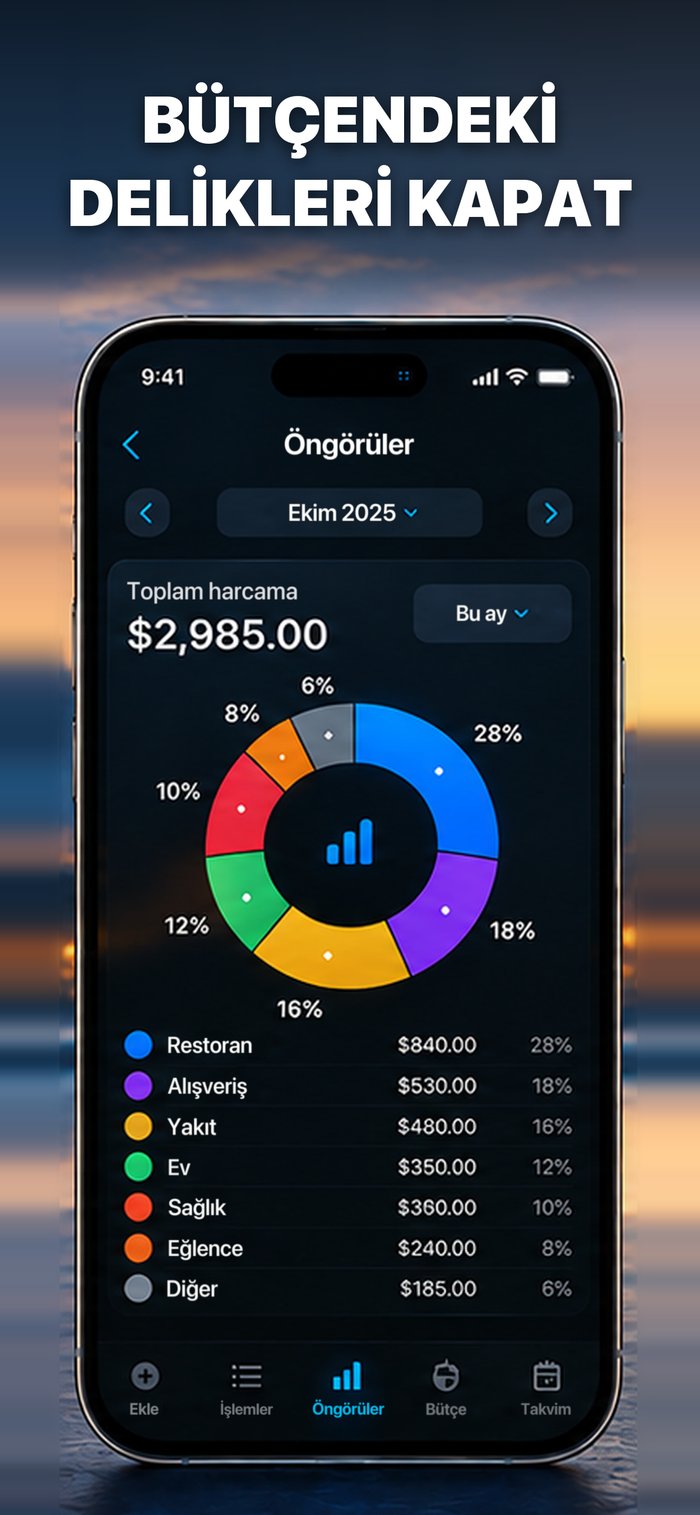 BÜTÇENDEKİ
DELİKLERİ KAPAT
9:41
Öngörüler
Ekim 2025
Toplam harcama
$2,985.00
Bu ay
6%
8%
28%
10%
12%
18%
16%
Restoran $840.00 28%
Alışveriş $530.00 18%
Yakıt $480.00 16%
Ev $350.00 12%
Sağlık $360.00 10%
Eğlence $240.00 8%
Diğer $185.00 6%
Ekle İşlemler Öngörüler Bütçe Takvim